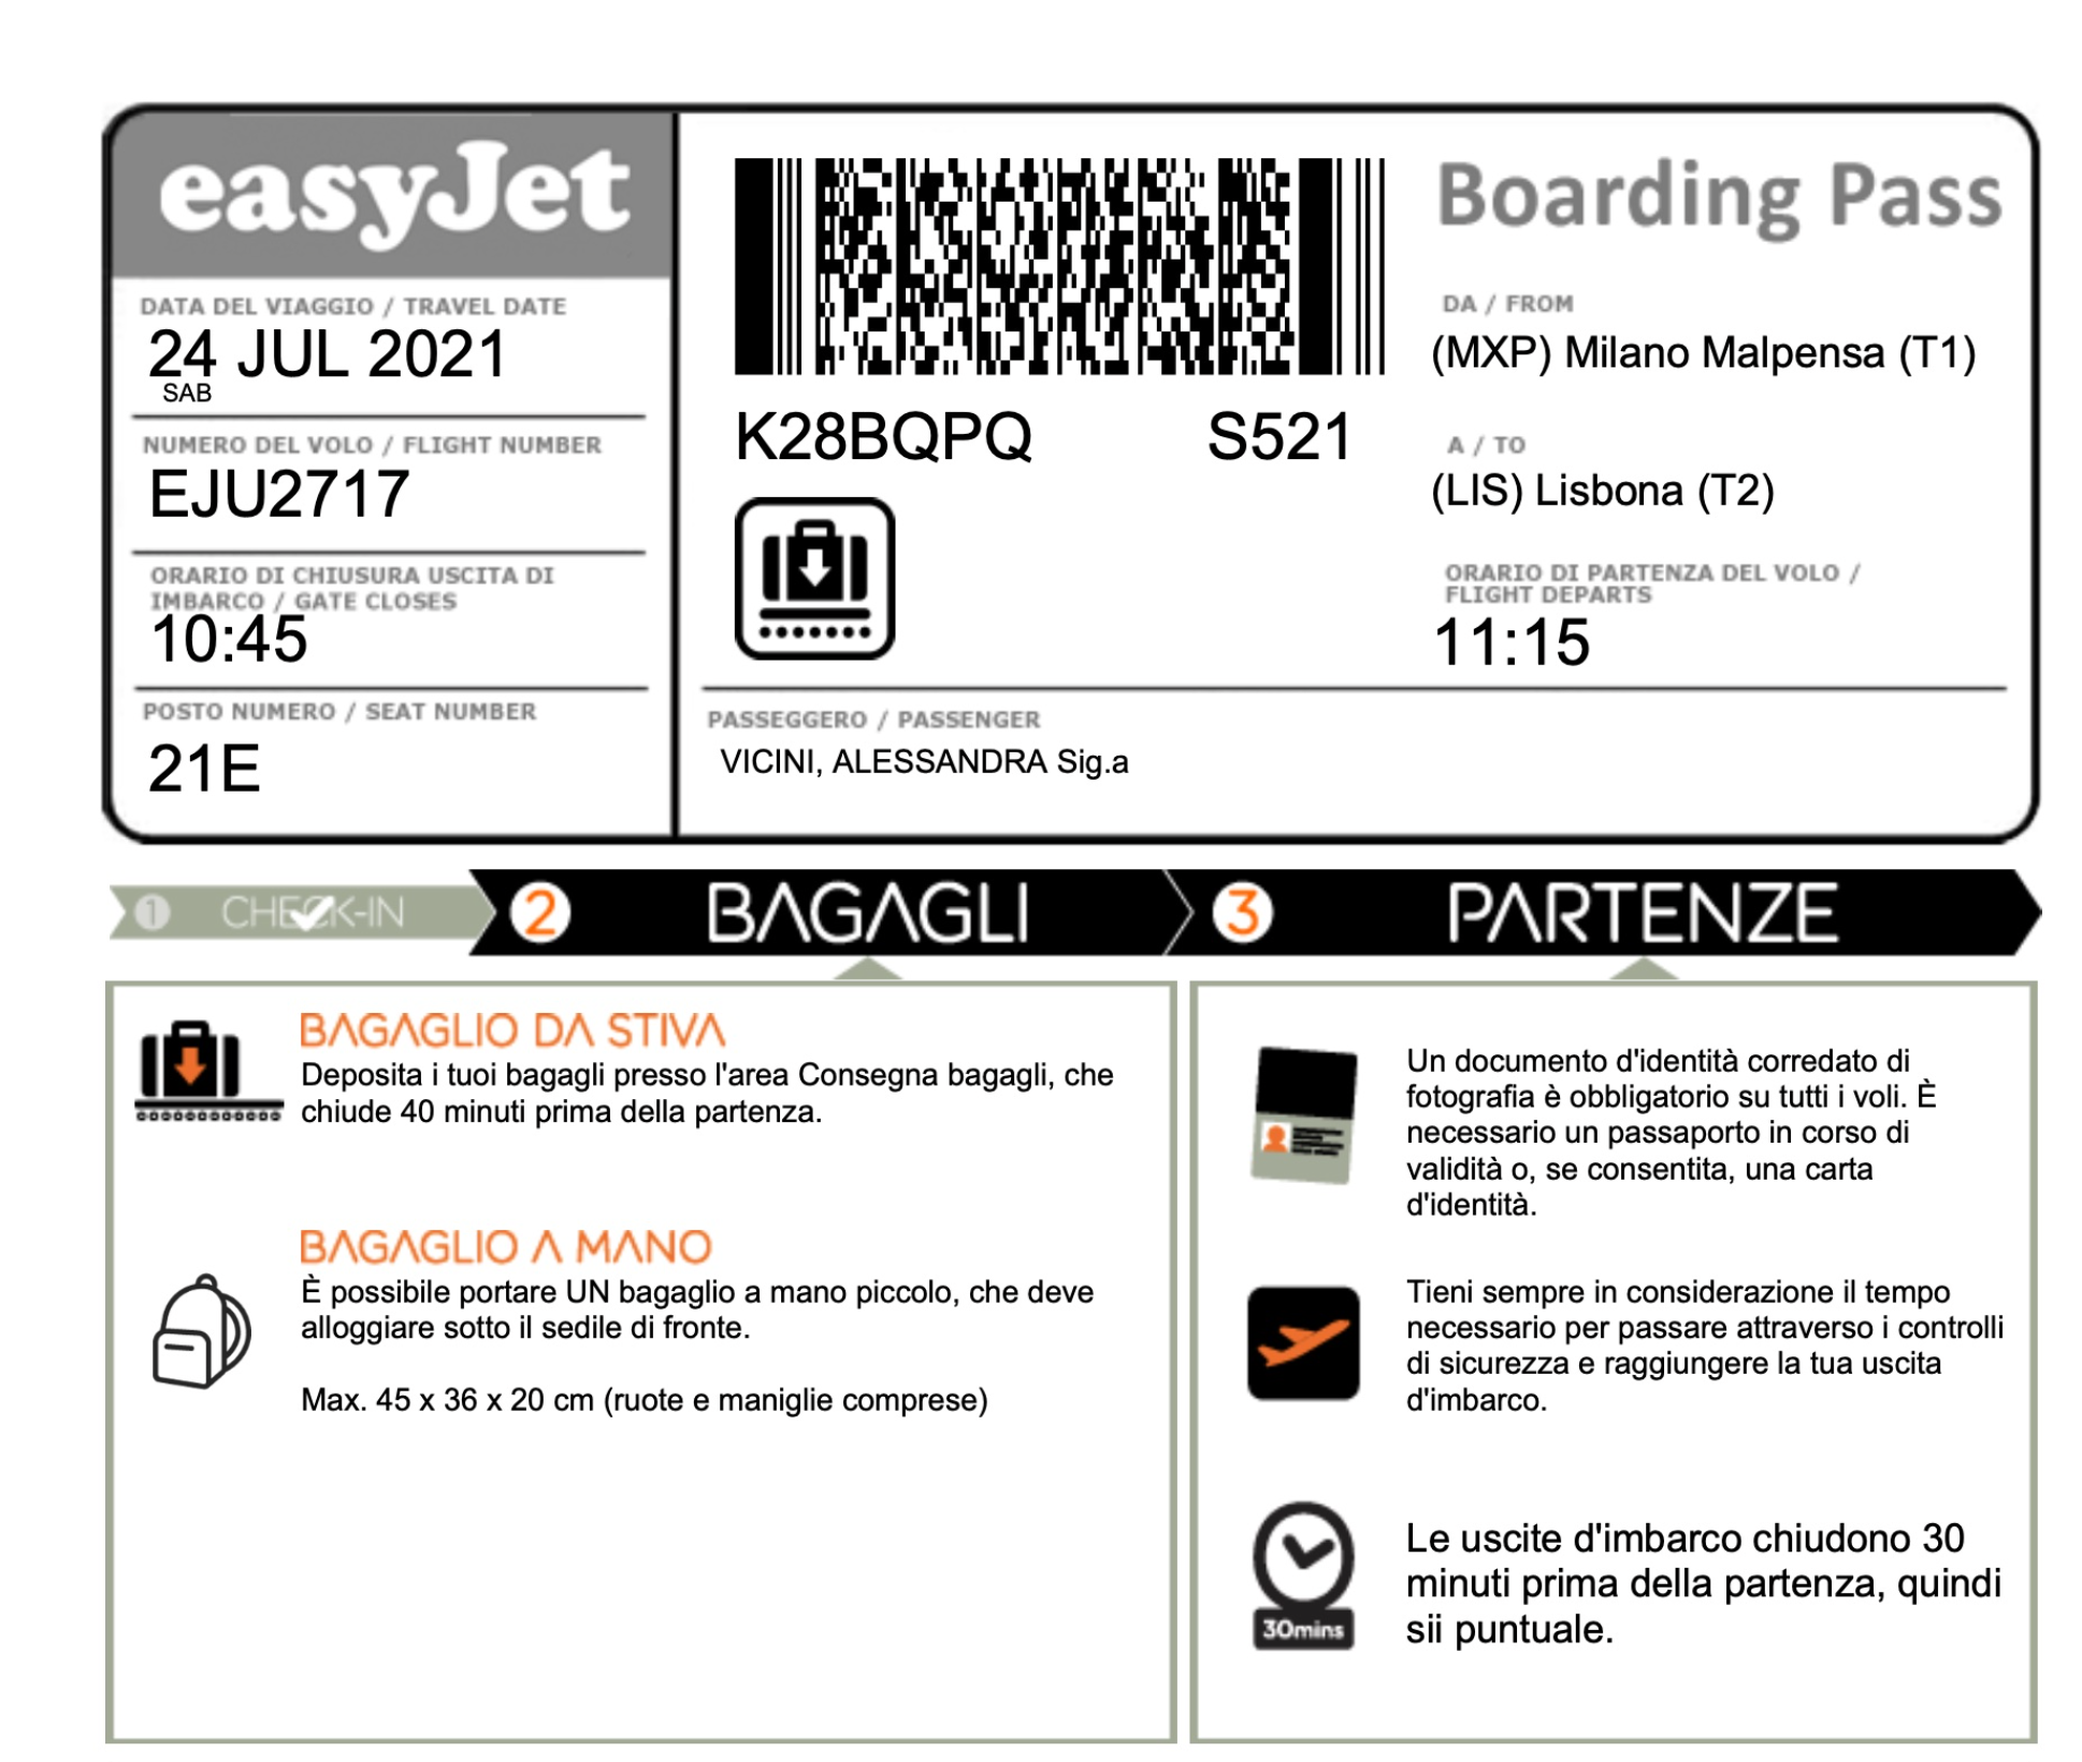 easyJet
Boarding Pass
DATA DEL VIAGGIO / TRAVEL DATE
24 JUL 2021
SAB
NUMERO DEL VOLO / FLIGHT NUMBER
EJU2717
ORARIO DI CHIUSURA USCITA DI
IMBARCO / GATE CLOSES
10:45
POSTO NUMERO / SEAT NUMBER
21E
K28BQPQ S521
DA / FROM
(MXP) Milano Malpensa (T1)
A / TO
(LIS) Lisbona (T2)
ORARIO DI PARTENZA DEL VOLO /
FLIGHT DEPARTS
11:15
PASSEGGERO / PASSENGER
VICINI, ALESSANDRA Sig.a
1 CHECK-IN
2 BAGAGLI
3 PARTENZE
BAGAGLIO DA STIVA
Deposita i tuoi bagagli presso l'area Consegna bagagli, che
chiude 40 minuti prima della partenza.
BAGAGLIO A MANO
È possibile portare UN bagaglio a mano piccolo, che deve
alloggiare sotto il sedile di fronte.
Max. 45 x 36 x 20 cm (ruote e maniglie comprese)
Un documento d'identità corredato di
fotografia è obbligatorio su tutti i voli. È
necessario un passaporto in corso di
validità o, se consentita, una carta
d'identità.
Tieni sempre in considerazione il tempo
necessario per passare attraverso i controlli
di sicurezza e raggiungere la tua uscita
d'imbarco.
30mins
Le uscite d'imbarco chiudono 30
minuti prima della partenza, quindi
sii puntuale.